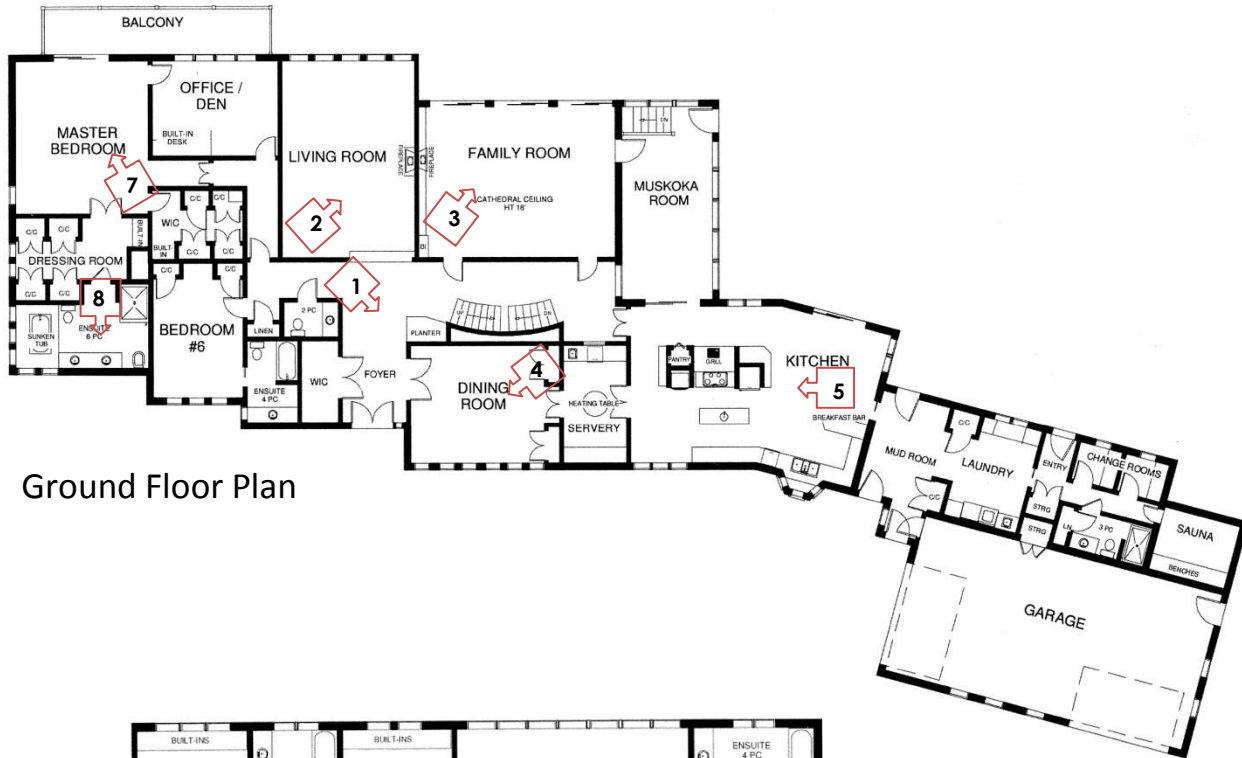 BALCONY
OFFICE /
DEN
BUILT-IN
DESK
MASTER
BEDROOM
LIVING ROOM
FIREPLACE
FIREPLACE
FAMILY ROOM
CATHEDRAL CEILING
HT 18'
BI
DN
MUSKOKA
ROOM
7
2
3
C/C
C/C
WIC
BUILT-
IN
C/C
BUILT-IN
C/C
C/C
C/C
C/C
DRESSING ROOM
C/C
C/C
C/C
C/C
8
ENSUITE
6 PC
SUNKEN
TUB
BEDROOM
#6
LINEN
2 PC
1
UP
DN
PLANTER
ENSUITE
4 PC
WIC
FOYER
DINING
ROOM
4
HEATING TABLE
SERVERY
PANTRY
GRILL
KITCHEN
5
BREAKFAST BAR
MUD ROOM
C/C
C/C
LAUNDRY
ENTRY
STRG
STRG
CHANGE ROOMS
LN
3 PC
SAUNA
BENCHES
GARAGE
Ground Floor Plan
BUILT-INS
BUILT-INS
ENSUITE
4 PC